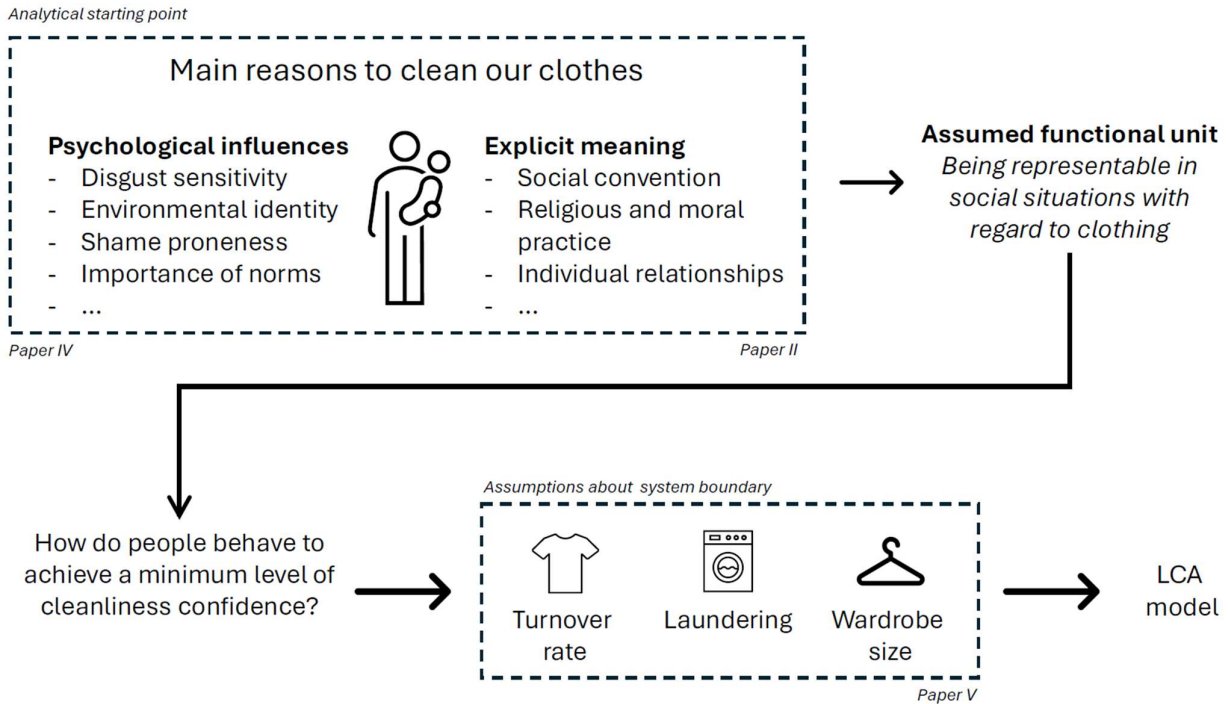 Analytical starting point
Main reasons to clean our clothes
Psychological influences
- Disgust sensitivity
- Environmental identity
- Shame proneness
- Importance of norms
- ...
Explicit meaning
- Social convention
- Religious and moral
practice
- Individual relationships
- ...
Paper IV
Paper II
Assumed functional unit
Being representable in
social situations with
regard to clothing
How do people behave to
achieve a minimum level of
cleanliness confidence?
Assumptions about system boundary
Turnover
rate
Laundering
Wardrobe
size
Paper V
LCA
model